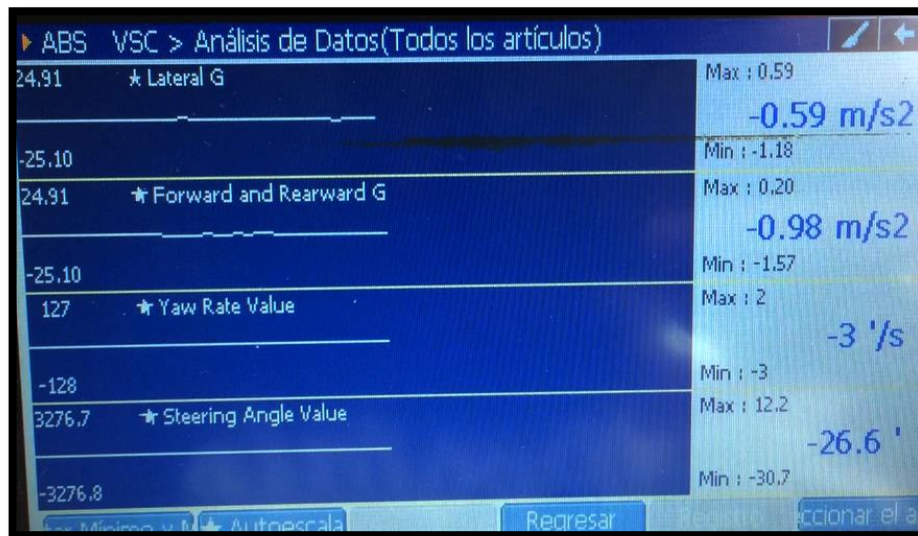 ABS VSC > Análisis de Datos(Todos los artículos)
24.91 ★ Lateral G
Max : 0.59
-0.59 m/s2
-25.10
Min : -1.18
24.91 ★ Forward and Rearward G
Max : 0.20
-0.98 m/s2
-25.10
Min : -1.57
127 ★ Yaw Rate Value
Max : 2
-3 '/s
-128
Min : -3
3276.7 ★ Steering Angle Value
Max : 12.2
-26.6 '
-3276.8
Min : -30.7
★ Autoescala Regresar